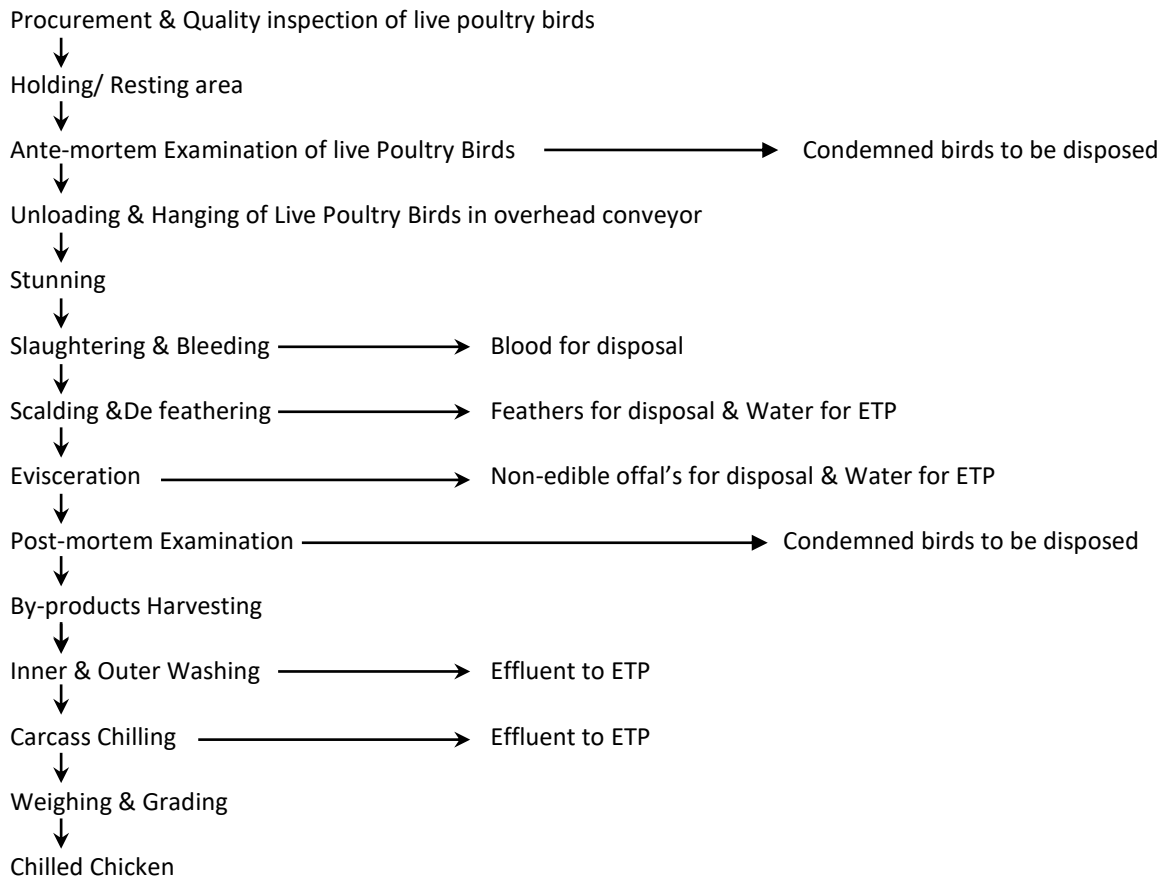 Procurement & Quality inspection of live poultry birds
Holding/ Resting area
Ante-mortem Examination of live Poultry Birds Condemned birds to be disposed
Unloading & Hanging of Live Poultry Birds in overhead conveyor
Stunning
Slaughtering & Bleeding Blood for disposal
Scalding &De feathering Feathers for disposal & Water for ETP
Evisceration Non-edible offal’s for disposal & Water for ETP
Post-mortem Examination Condemned birds to be disposed
By-products Harvesting
Inner & Outer Washing Effluent to ETP
Carcass Chilling Effluent to ETP
Weighing & Grading
Chilled Chicken